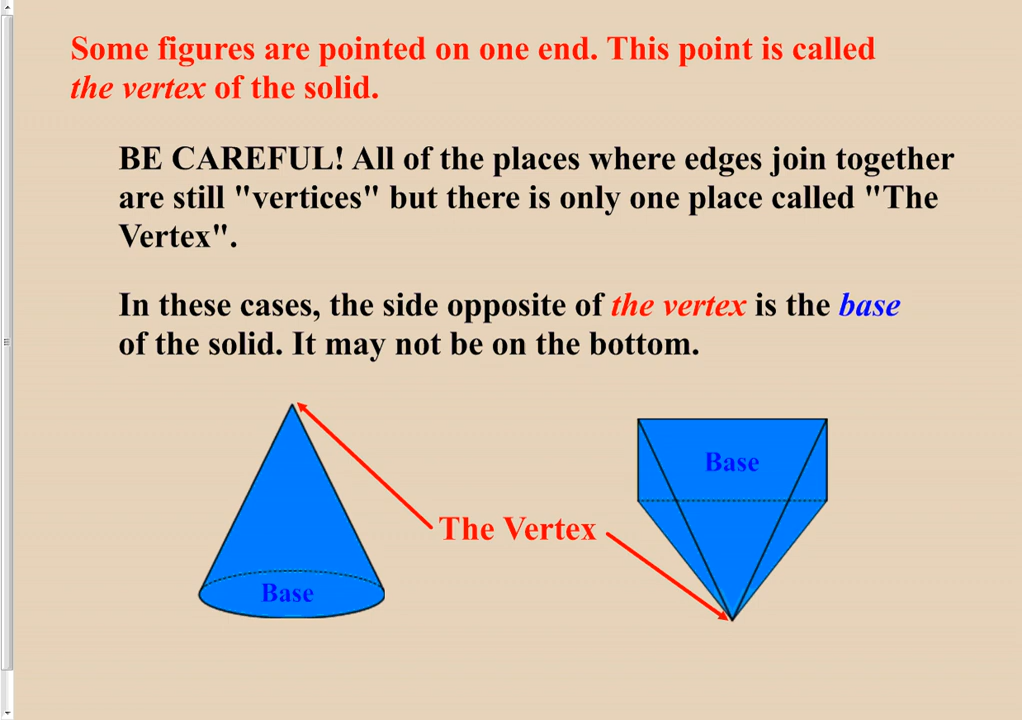 Some figures are pointed on one end. This point is called
the vertex of the solid.
BE CAREFUL! All of the places where edges join together
are still "vertices" but there is only one place called "The
Vertex".
In these cases, the side opposite of the vertex is the base
of the solid. It may not be on the bottom.
Base
The Vertex
Base